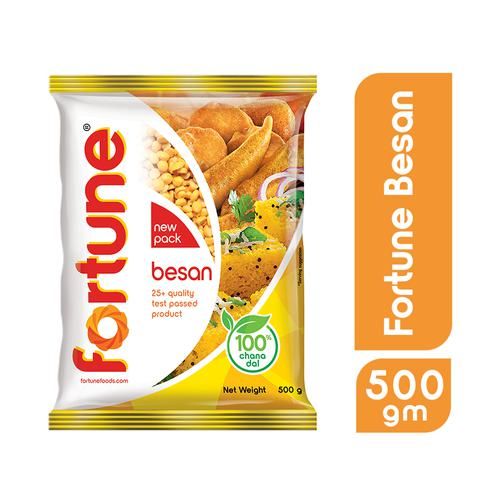 fortune®
new
pack
besan
25+ quality
test passed
product
100%
chana
dal
fortunefoods.com
Net Weight 500 g
Fortune Besan
500
gm